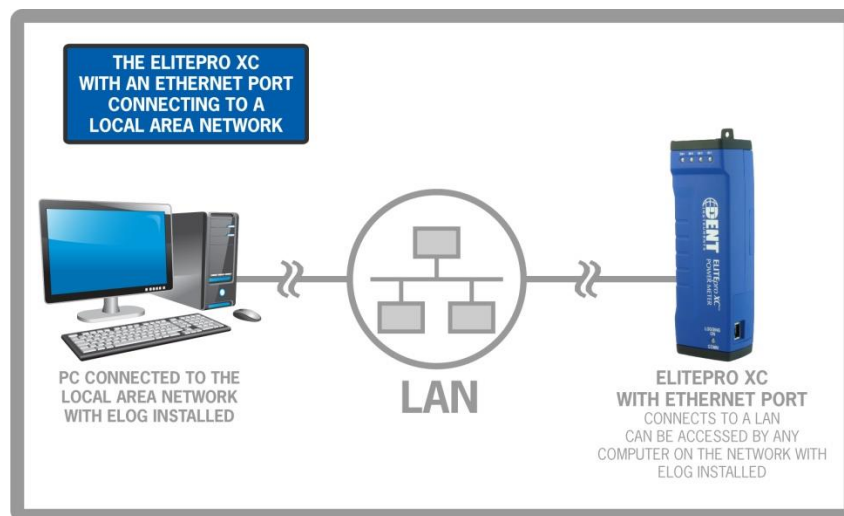 THE ELITEPRO XC
WITH AN ETHERNET PORT
CONNECTING TO A
LOCAL AREA NETWORK
PC CONNECTED TO THE
LOCAL AREA NETWORK
WITH ELOG INSTALLED
LAN
DENT
ELITEpro XC
POWER METER
ELITEPRO XC
WITH ETHERNET PORT
CONNECTS TO A LAN
CAN BE ACCESSED BY ANY
COMPUTER ON THE NETWORK WITH
ELOG INSTALLED